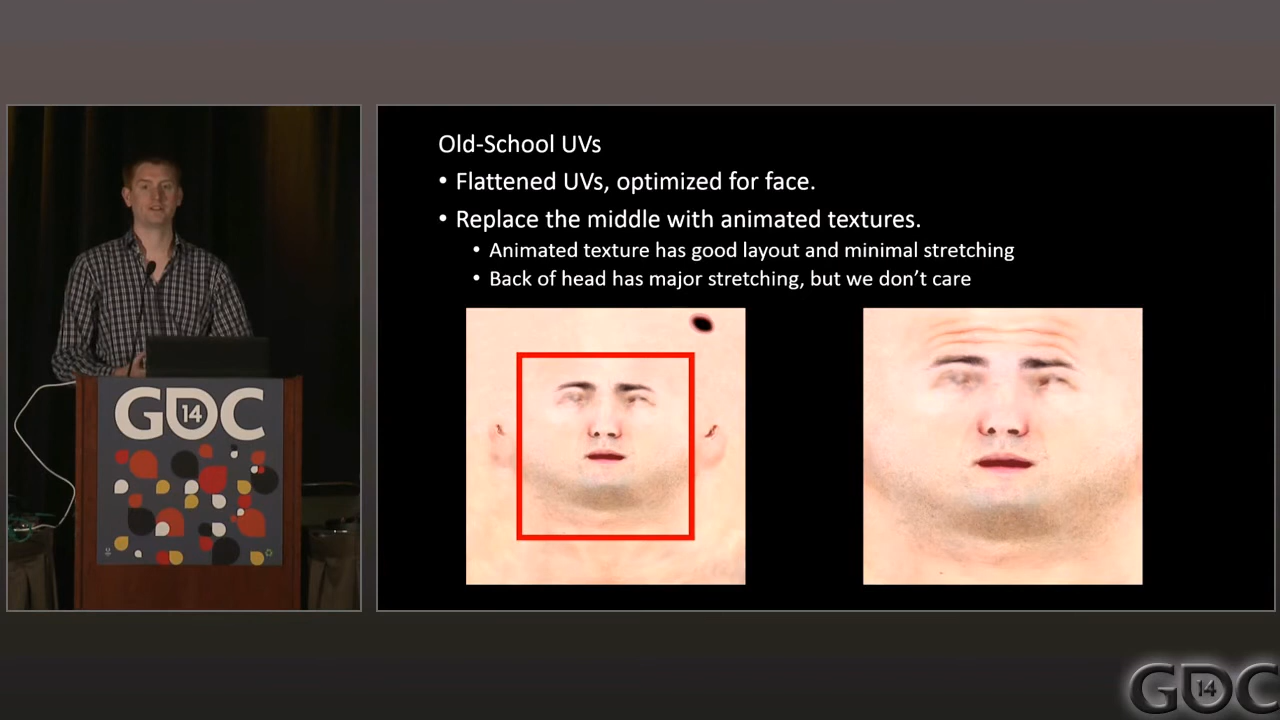 Old-School UVs
• Flattened UVs, optimized for face.
• Replace the middle with animated textures.
• Animated texture has good layout and minimal stretching
• Back of head has major stretching, but we don't care
GDC 14
GDC 14